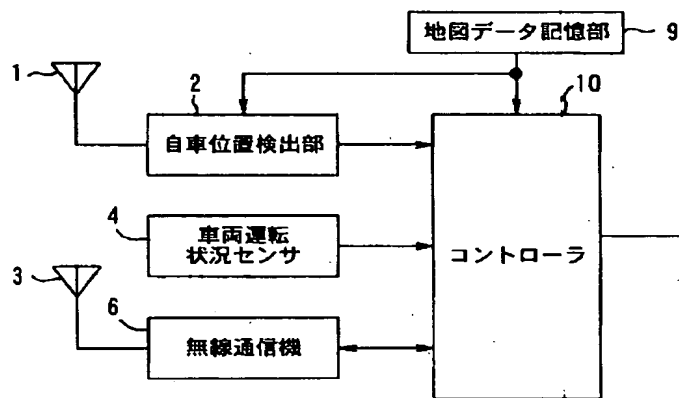 地図データ記憶部
9
1
2
10
自車位置検出部
4
車両運転
状況センサ
コントローラ
3
6
無線通信機